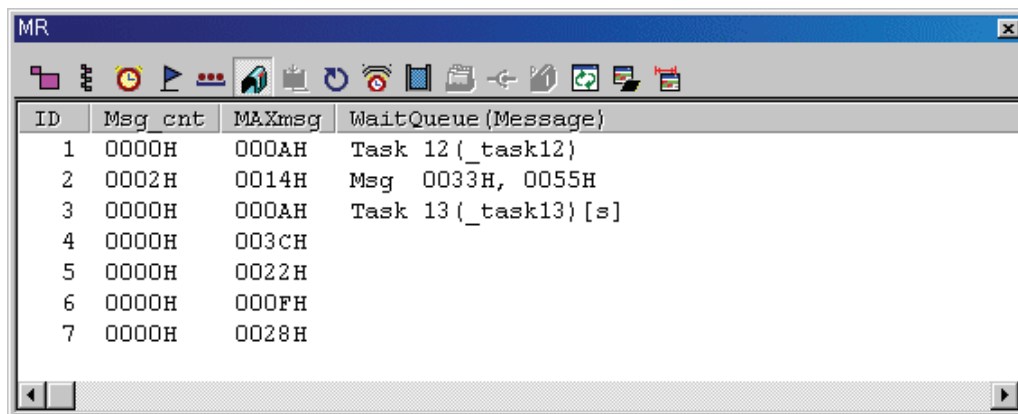 MR
ID Msg_cnt MAXmsg WaitQueue(Message)
1 0000H 000AH Task 12(_task12)
2 0002H 0014H Msg 0033H, 0055H
3 0000H 000AH Task 13(_task13)[s]
4 0000H 003CH
5 0000H 0022H
6 0000H 000FH
7 0000H 0028H